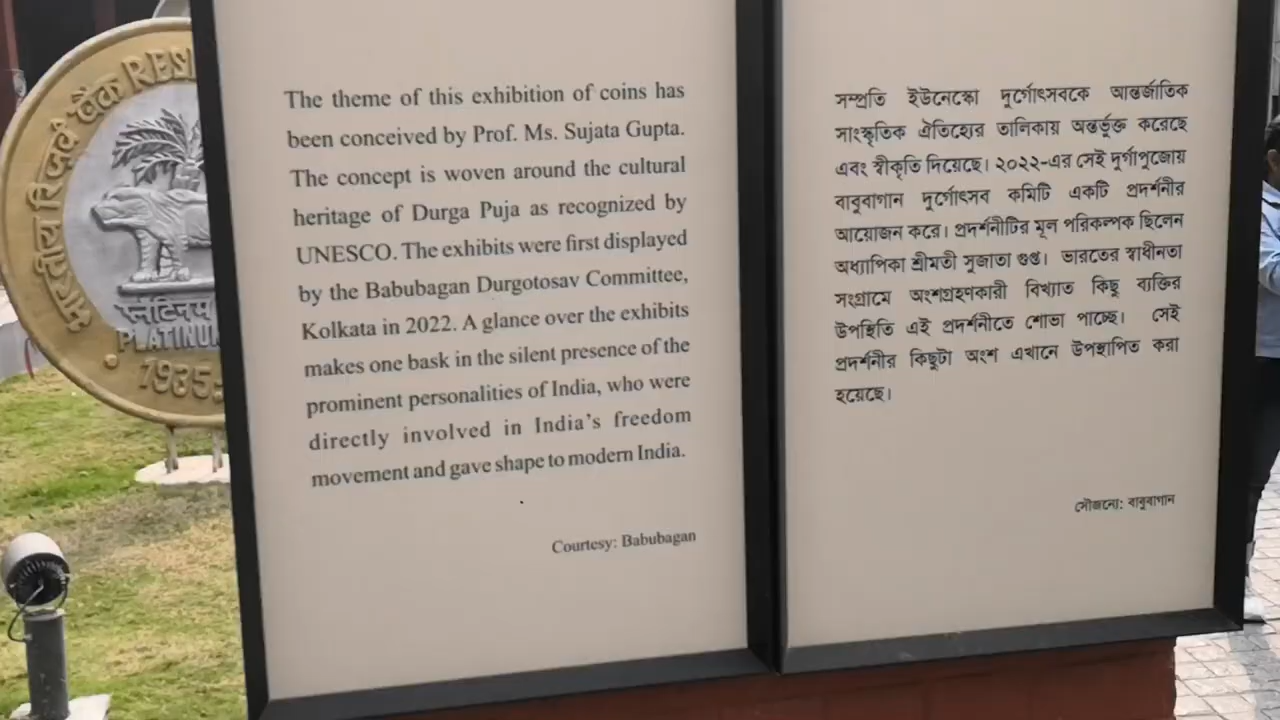 भारतीय रिज़र्व बैंक RES
प्लैटिनम
PLATINU
1935
The theme of this exhibition of coins has
been conceived by Prof. Ms. Sujata Gupta.
The concept is woven around the cultural
heritage of Durga Puja as recognized by
UNESCO. The exhibits were first displayed
by the Babubagan Durgotosav Committee,
Kolkata in 2022. A glance over the exhibits
makes one bask in the silent presence of the
prominent personalities of India, who were
directly involved in India's freedom
movement and gave shape to modern India.
Courtesy: Babubagan
সম্প্রতি ইউনেস্কো দুর্গোৎসবকে আন্তর্জাতিক
সাংস্কৃতিক ঐতিহ্যের তালিকায় অন্তর্ভুক্ত করেছে
এবং স্বীকৃতি দিয়েছে। ২০২২-এর সেই দুর্গাপুজোয়
বাবুবাগান দুর্গোৎসব কমিটি একটি প্রদর্শনীর
আয়োজন করে। প্রদর্শনীটির মূল পরিকল্পক ছিলেন
অধ্যাপিকা শ্রীমতী সুজাতা গুপ্ত। ভারতের স্বাধীনতা
সংগ্রামে অংশগ্রহণকারী বিখ্যাত কিছু ব্যক্তির
উপস্থিতি এই প্রদর্শনীতে শোভা পাচ্ছে। সেই
প্রদর্শনীর কিছুটা অংশ এখানে উপস্থাপিত করা
হয়েছে।
সৌজন্যে: বাবুবাগান